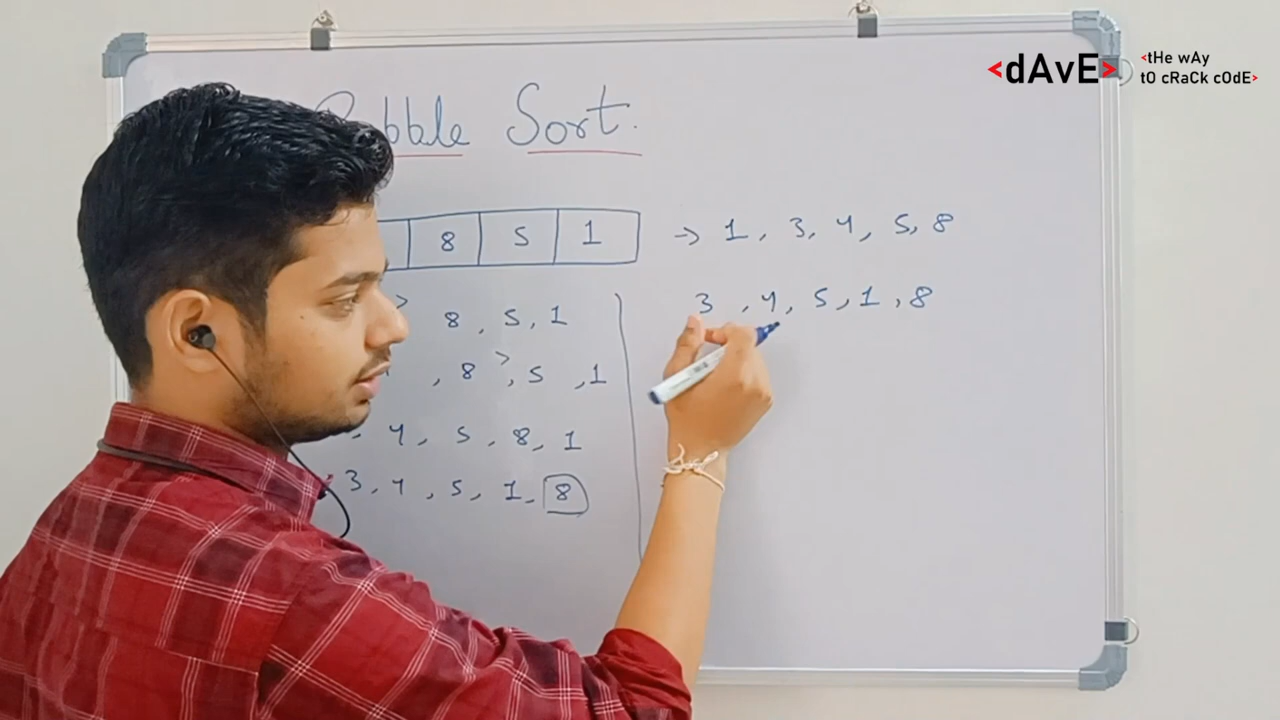 <dAvE> <tHe wAy
tO cRaCk cOdE>
bble Sort.
8 5 1 → 1, 3, 4, 5, 8
> 8, 5, 1
3, 4, 5, 1, 8
, 8 > , 5 , 1
, 4, 5, 8, 1
3, 4, 5, 1, 8